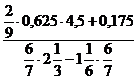 2/9 · 0,625 · 4,5 + 0,175
6/7 · 2 1/3 − 1 1/6 · 6/7